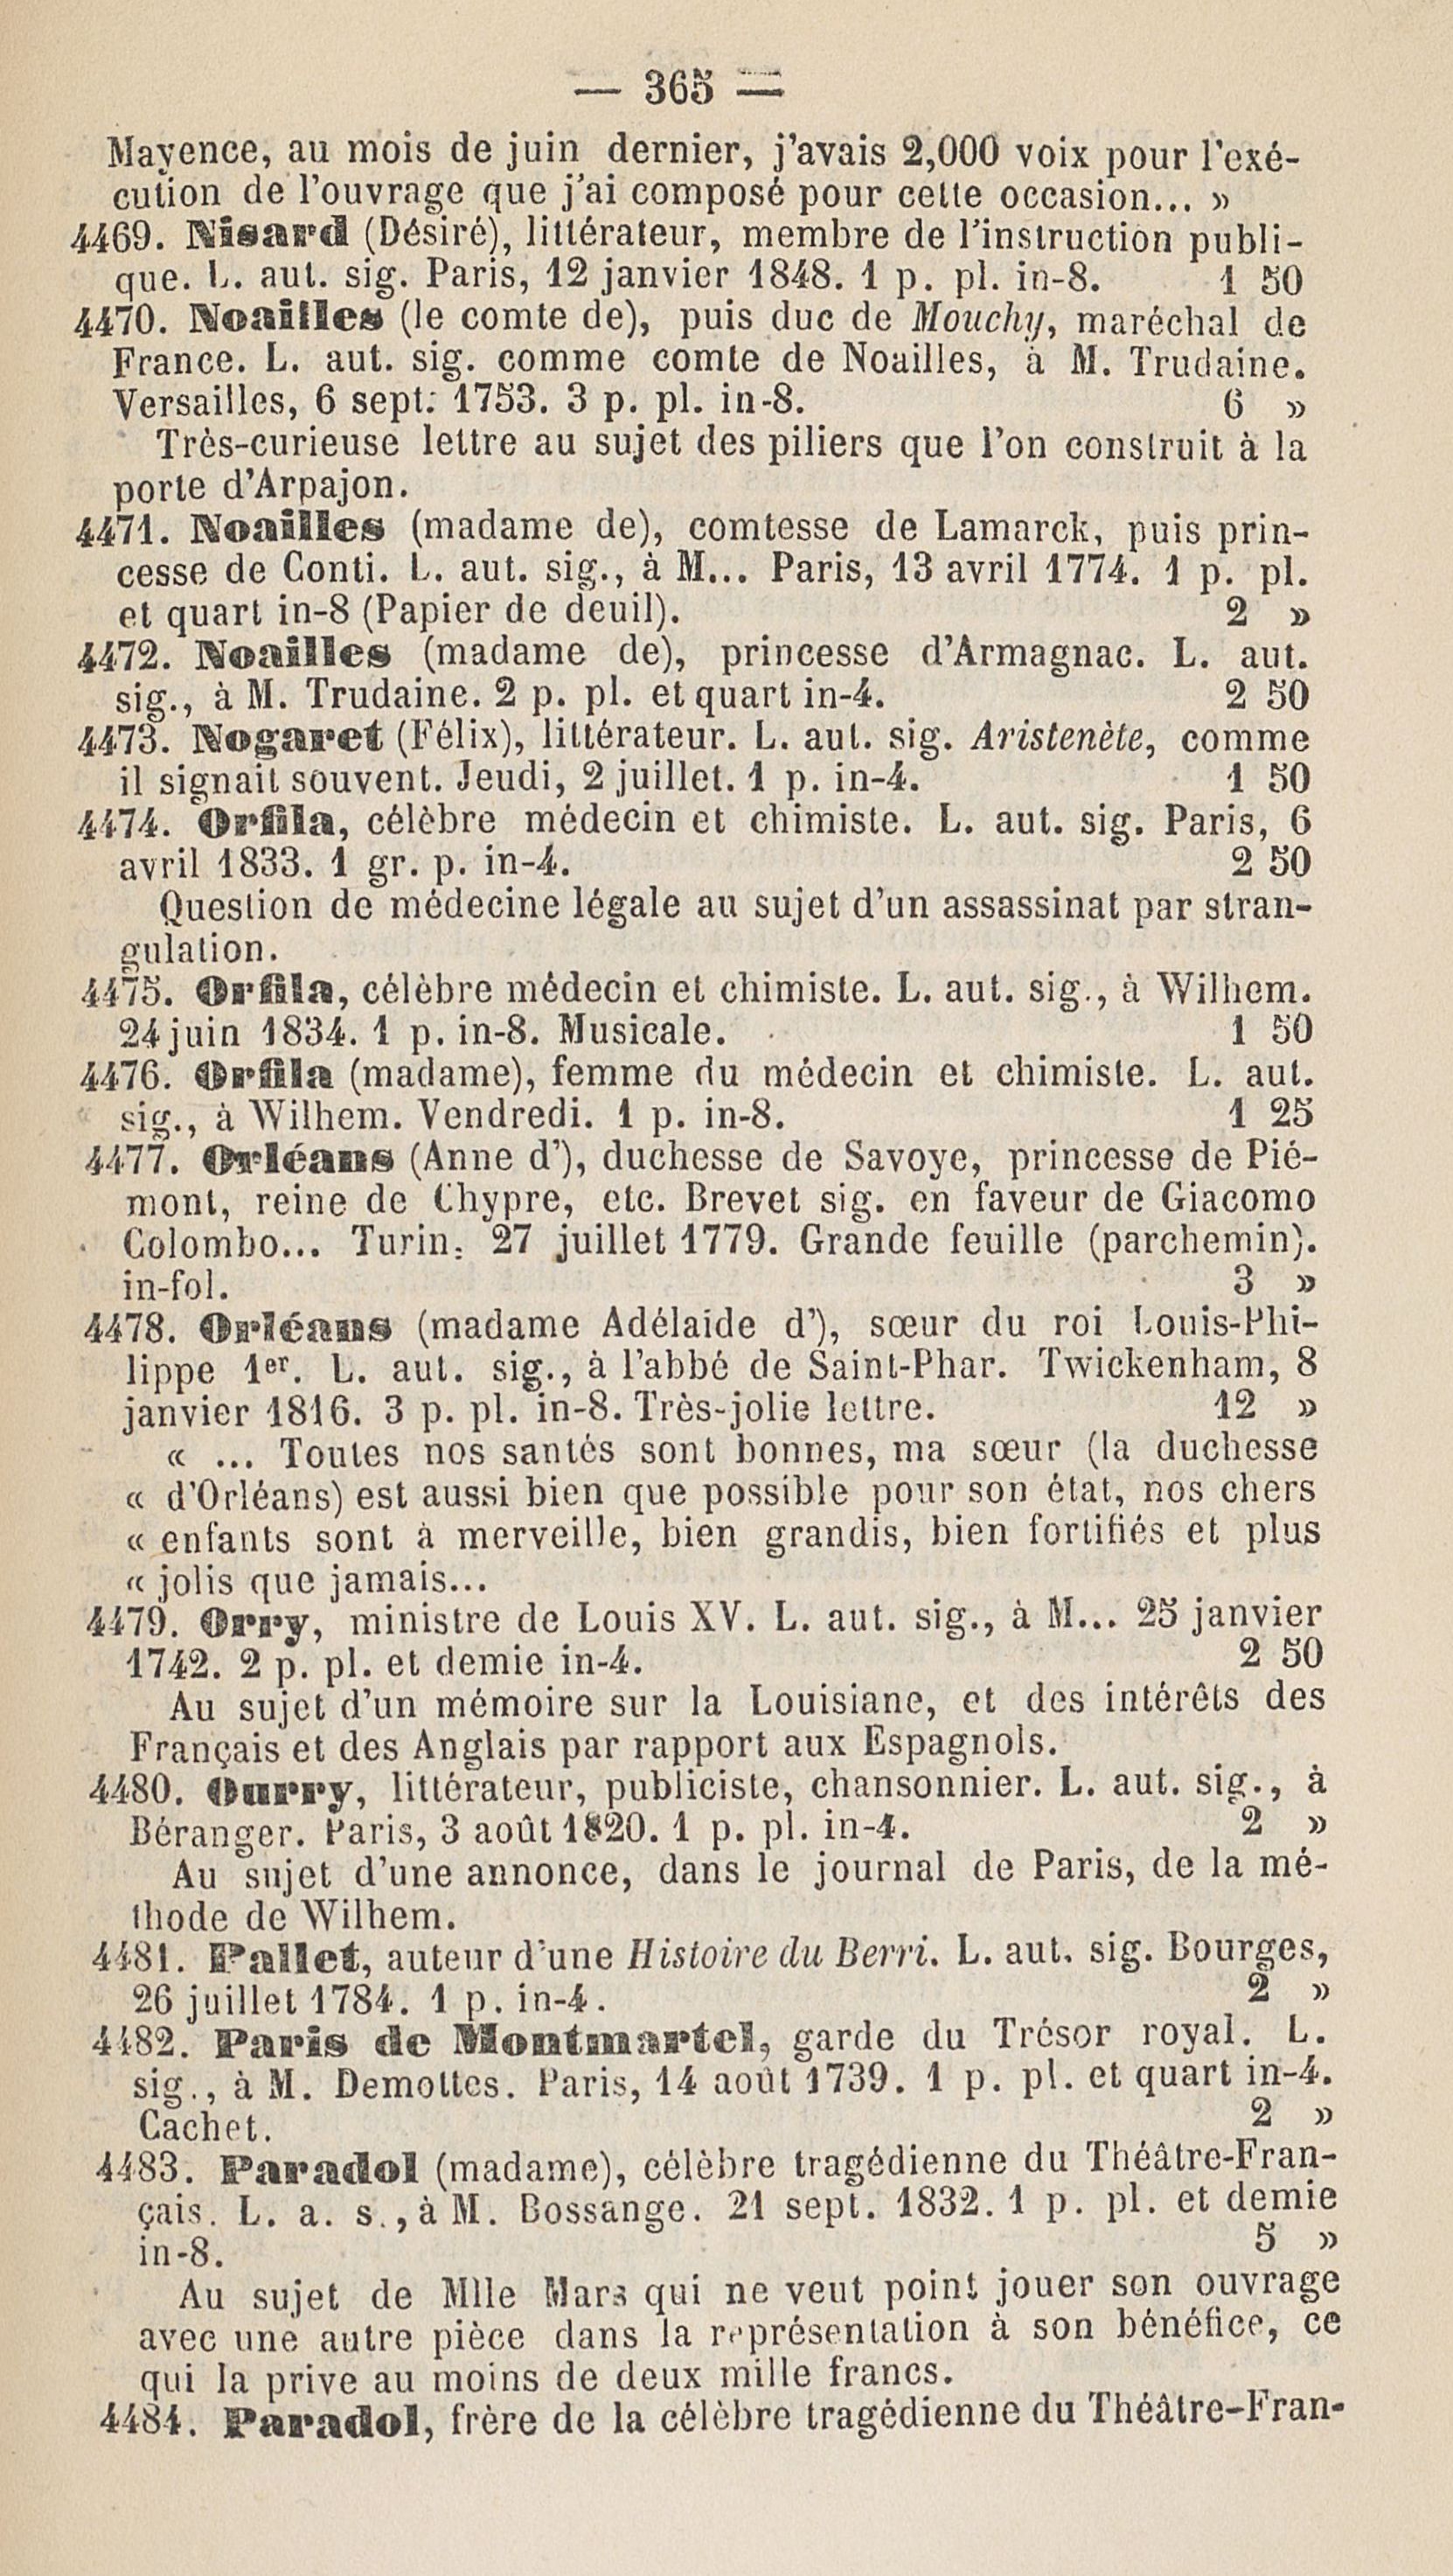 — 365 —
Mayence, au mois de juin dernier, j'avais 2,000 voix pour l'exé-
cution de l'ouvrage que j'ai composé pour cette occasion... »
4469. Nisard (Désiré), littérateur, membre de l'instruction publi-
que. L. aut. sig. Paris, 12 janvier 1848. 1 p. pl. in-8. 1 50
4470. Noailles (le comte de), puis duc de Mouchy, maréchal de
France. L. aut. sig. comme comte de Noailles, à M. Trudaine.
Versailles, 6 sept. 1753. 3 p. pl. in-8. 6 »
Très-curieuse lettre au sujet des piliers que l'on construit à la
porte d'Arpajon.
4471. Noailles (madame de), comtesse de Lamarck, puis prin-
cesse de Conti. L. aut. sig., à M... Paris, 13 avril 1774. 1 p. pl.
et quart in-8 (Papier de deuil). 2 »
4472. Noailles (madame de), princesse d'Armagnac. L. aut.
sig., à M. Trudaine. 2 p. pl. et quart in-4. 2 50
4473. Nogaret (Félix), littérateur. L. aut. sig. Aristenète, comme
il signait souvent. Jeudi, 2 juillet. 1 p. in-4. 1 50
4474. Orfila, célèbre médecin et chimiste. L. aut. sig. Paris, 6
avril 1833. 1 gr. p. in-4. 2 50
Question de médecine légale au sujet d'un assassinat par stran-
gulation.
4475. Orfila, célèbre médecin et chimiste. L. aut. sig., à Wilhem.
24 juin 1834. 1 p. in-8. Musicale. 1 50
4476. Orfila (madame), femme du médecin et chimiste. L. aut.
sig., à Wilhem. Vendredi. 1 p. in-8. 1 25
4477. Orléans (Anne d'), duchesse de Savoye, princesse de Pié-
mont, reine de Chypre, etc. Brevet sig. en faveur de Giacomo
Colombo... Turin. 27 juillet 1779. Grande feuille (parchemin).
in-fol. 3 »
4478. Orléans (madame Adélaïde d'), sœur du roi Louis-Phi-
lippe 1er. L. aut. sig., à l'abbé de Saint-Phar. Twickenham, 8
janvier 1816. 3 p. pl. in-8. Très-jolie lettre. 12 »
« ... Toutes nos santés sont bonnes, ma sœur (la duchesse
« d'Orléans) est aussi bien que possible pour son état, nos chers
« enfants sont à merveille, bien grandis, bien fortifiés et plus
« jolis que jamais...
4479. Orry, ministre de Louis XV. L. aut. sig., à M... 25 janvier
1742. 2 p. pl. et demie in-4. 2 50
Au sujet d'un mémoire sur la Louisiane, et des intérêts des
Français et des Anglais par rapport aux Espagnols.
4480. Ourry, littérateur, publiciste, chansonnier. L. aut. sig., à
Béranger. Paris, 3 août 1820. 1 p. pl. in-4. 2 »
Au sujet d'une annonce, dans le journal de Paris, de la mé-
thode de Wilhem.
4481. Pallet, auteur d'une Histoire du Berri. L. aut. sig. Bourges,
26 juillet 1784. 1 p. in-4. 2 »
4482. Paris de Montmartel, garde du Trésor royal. L.
sig., à M. Demottes. Paris, 14 août 1739. 1 p. pl. et quart in-4.
Cachet. 2 »
4483. Paradol (madame), célèbre tragédienne du Théâtre-Fran-
çais. L. a. s., à M. Bossange. 21 sept. 1832. 1 p. pl. et demie
in-8. 5 »
Au sujet de Mlle Mars qui ne veut point jouer son ouvrage
avec une autre pièce dans la représentation à son bénéfice, ce
qui la prive au moins de deux mille francs.
4484. Paradol, frère de la célèbre tragédienne du Théâtre-Fran-